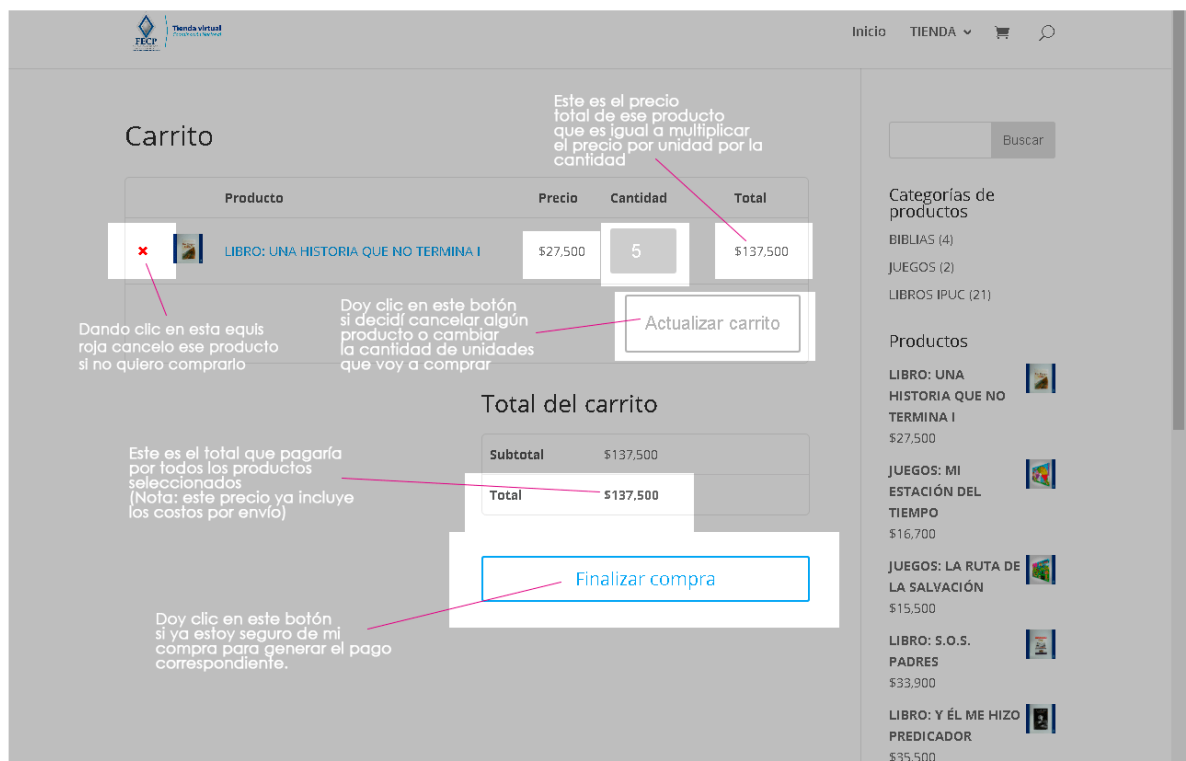 FECP
Tienda virtual
Inicio
TIENDA
Carrito
Este es el precio
total de ese producto
que es igual a multiplicar
el precio por unidad por la
cantidad
Producto
Precio
Cantidad
Total
LIBRO: UNA HISTORIA QUE NO TERMINA I
$27,500
5
$137,500
Dando clic en esta equis
roja cancelo ese producto
si no quiero comprarlo
Doy clic en este botón
si decidí cancelar algún
producto o cambiar
la cantidad de unidades
que voy a comprar
Actualizar carrito
Total del carrito
Este es el total que pagaría
por todos los productos
seleccionados
(Nota: este precio ya incluye
los costos por envío)
Subtotal
$137,500
Total
$137,500
Finalizar compra
Doy clic en este botón
si ya estoy seguro de mi
compra para generar el pago
correspondiente.
Buscar
Categorías de
productos
BIBLIAS (4)
JUEGOS (2)
LIBROS IPUC (21)
Productos
LIBRO: UNA
HISTORIA QUE NO
TERMINA I
$27,500
JUEGOS: MI
ESTACIÓN DEL
TIEMPO
$16,700
JUEGOS: LA RUTA DE
LA SALVACIÓN
$15,500
LIBRO: S.O.S.
PADRES
$33,900
LIBRO: Y ÉL ME HIZO
PREDICADOR
$35,500